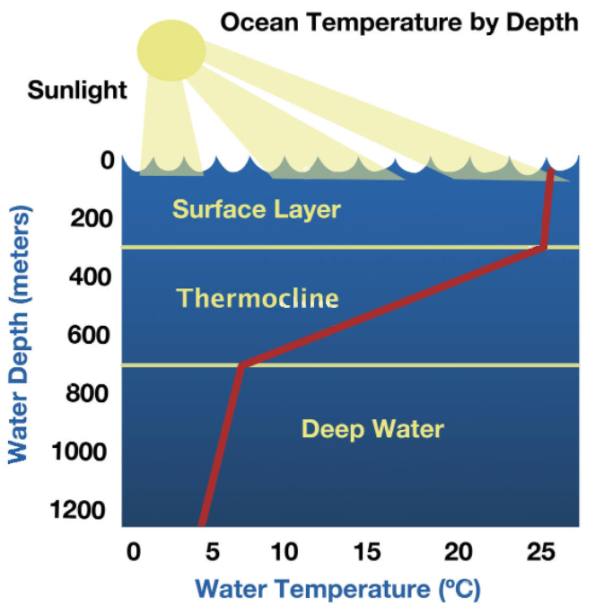 Ocean Temperature by Depth
Sunlight
0
200
400
600
800
1000
1200
Water Depth (meters)
Surface Layer
Thermocline
Deep Water
0 5 10 15 20 25
Water Temperature (ºC)